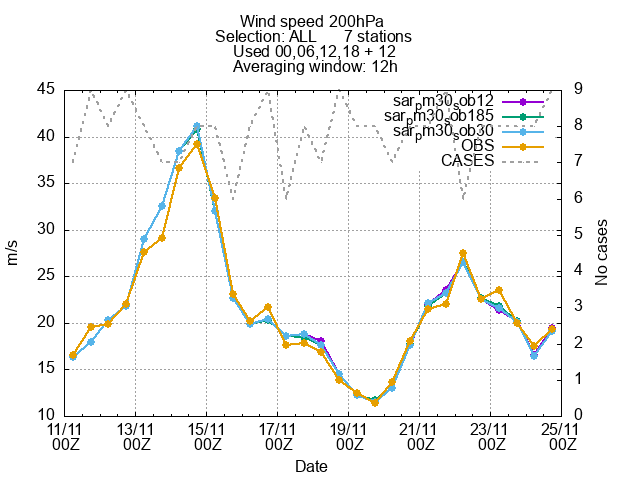 Wind speed 200hPa
Selection: ALL 7 stations
Used 00,06,12,18 + 12
Averaging window: 12h
45
40
35
30
25
20
15
10
m/s
9
8
7
6
5
4
3
2
1
0
No cases
sarpm30sob12
sarpm30sob185
sarpm30sob30
OBS
CASES
11/11 13/11 15/11 17/11 19/11 21/11 23/11 25/11
00Z 00Z 00Z 00Z 00Z 00Z 00Z 00Z
Date